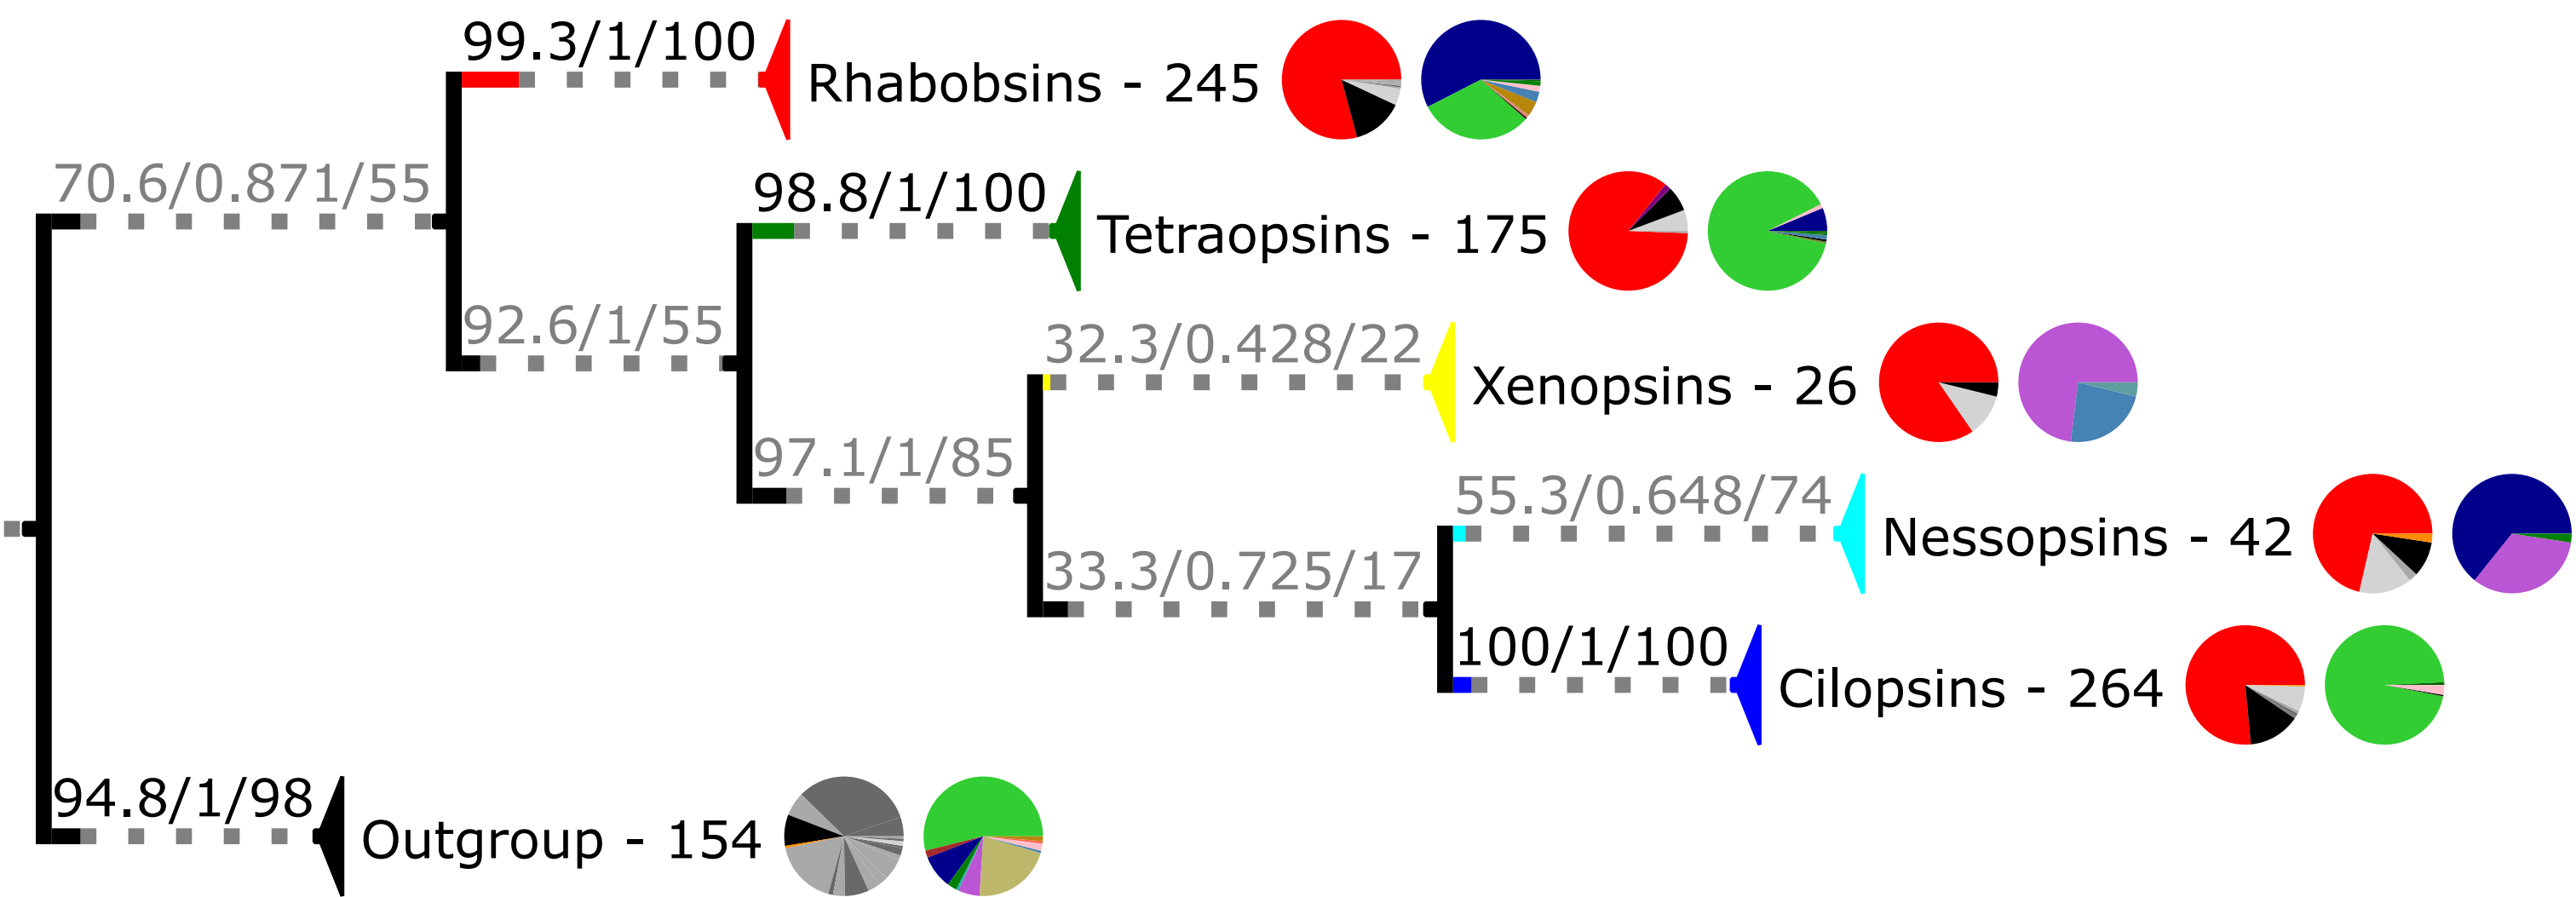 99.3/1/100
Rhabobsins - 245
70.6/0.871/55
98.8/1/100
Tetraopsins - 175
92.6/1/55
32.3/0.428/22
Xenopsins - 26
97.1/1/85
55.3/0.648/74
Nessopsins - 42
33.3/0.725/17
100/1/100
Cilopsins - 264
94.8/1/98
Outgroup - 154